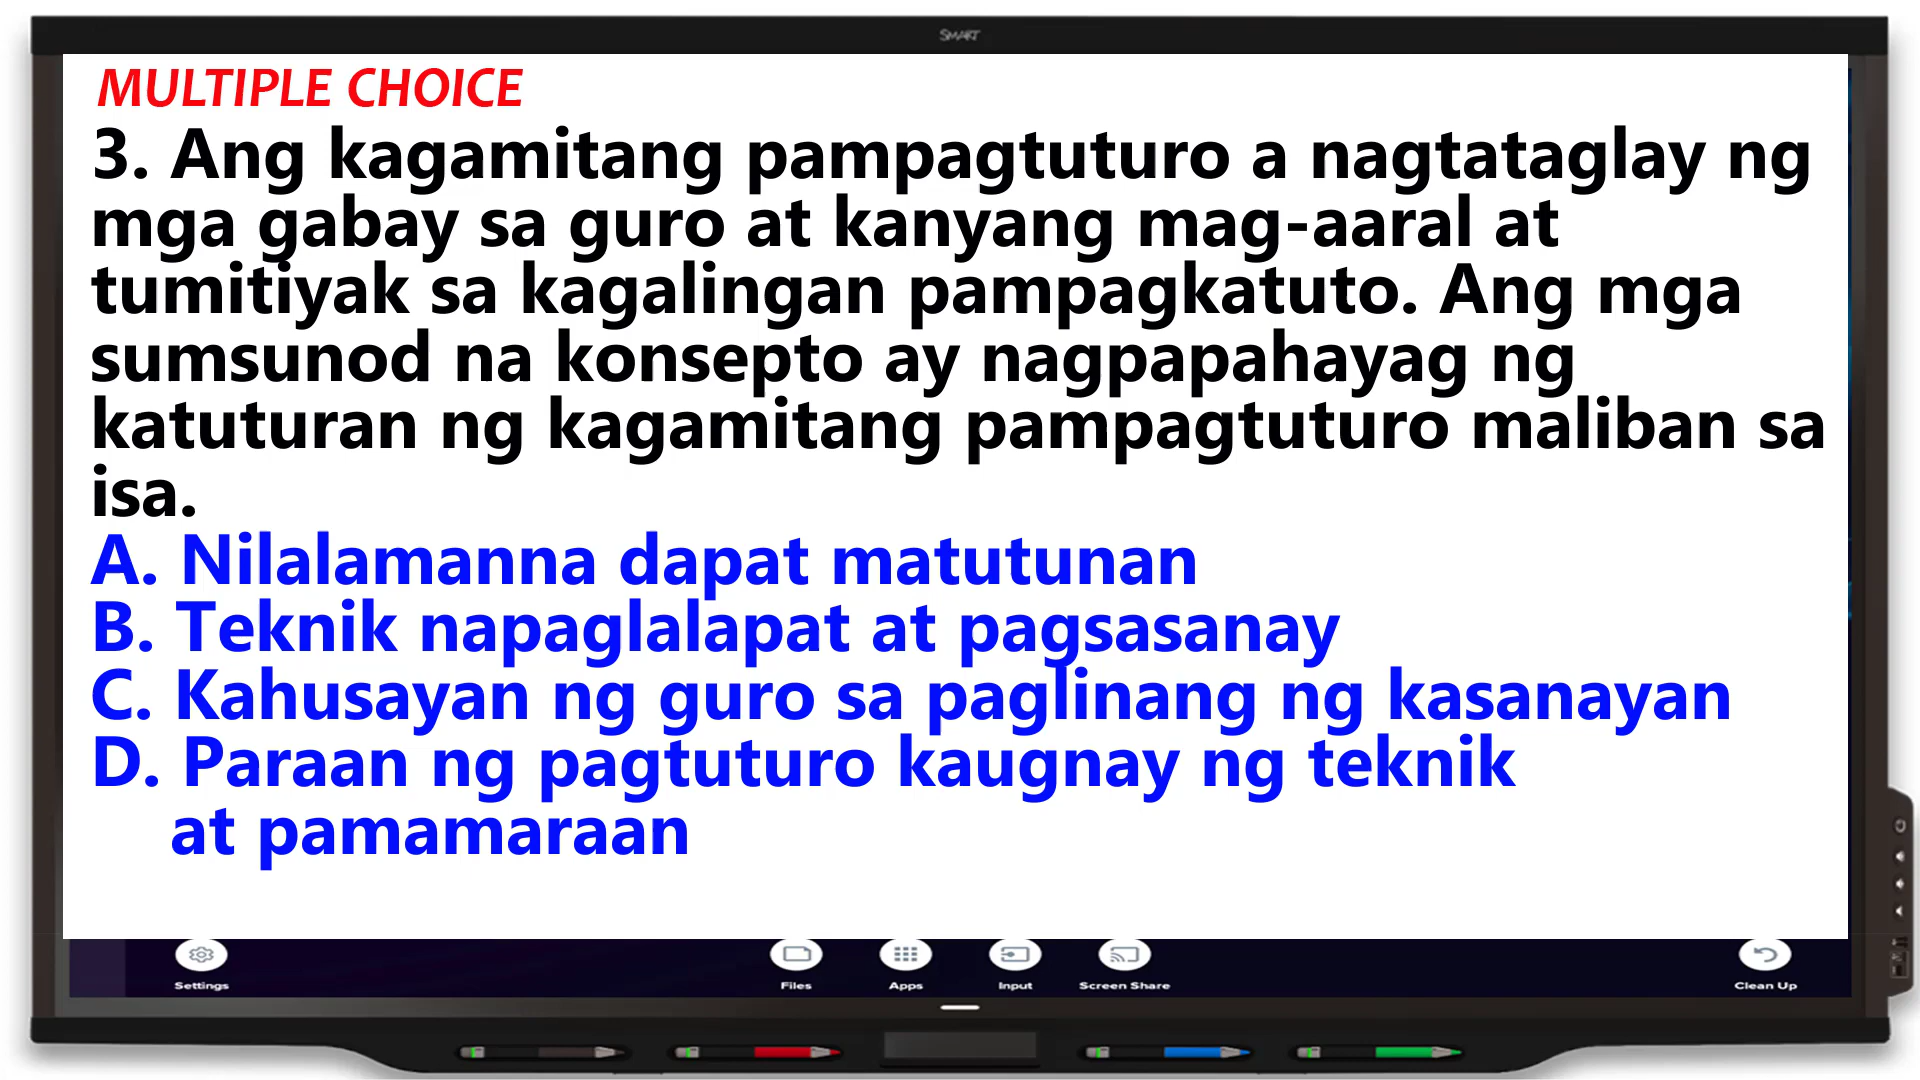 SMART
MULTIPLE CHOICE
3. Ang kagamitang pampagtuturo a nagtataglay ng
mga gabay sa guro at kanyang mag-aaral at
tumitiyak sa kagalingan pampagkatuto. Ang mga
sumsunod na konsepto ay nagpapahayag ng
katuturan ng kagamitang pampagtuturo maliban sa
isa.
A. Nilalamanna dapat matutunan
B. Teknik napaglalapat at pagsasanay
C. Kahusayan ng guro sa paglinang ng kasanayan
D. Paraan ng pagtuturo kaugnay ng teknik
at pamamaraan
Settings Files Apps Input Screen Share Clean Up